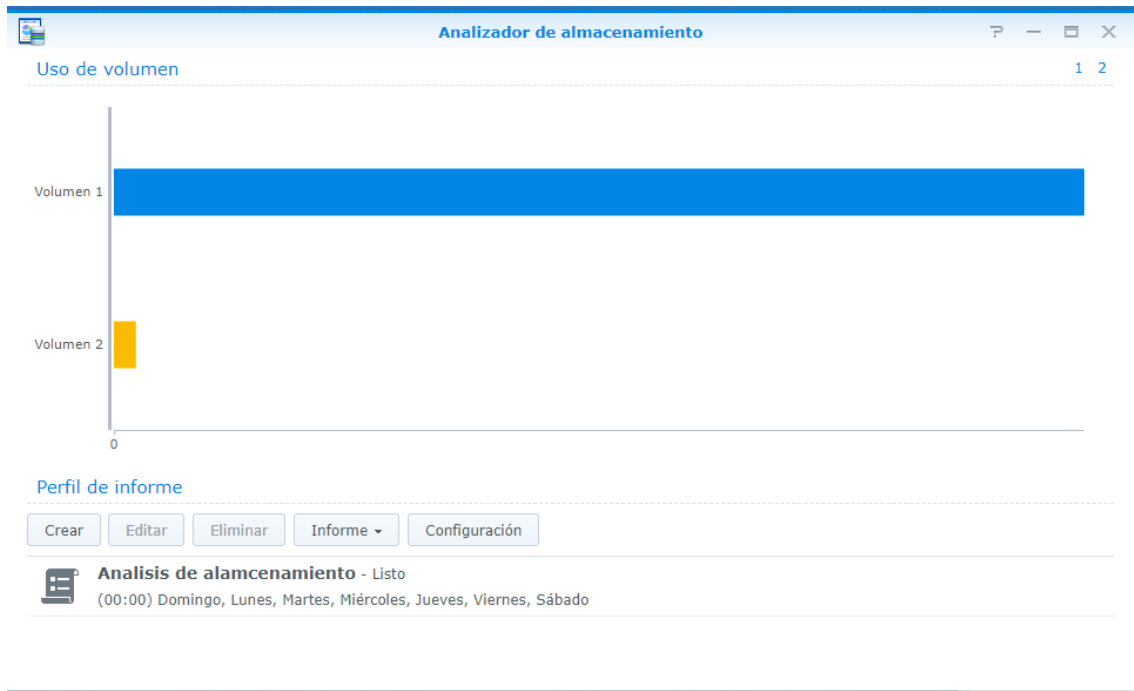 Analizador de almacenamiento
Uso de volumen
1 2
Volumen 1
Volumen 2
0
Perfil de informe
Crear Editar Eliminar Informe Configuración
Analisis de alamcenamiento - Listo
(00:00) Domingo, Lunes, Martes, Miércoles, Jueves, Viernes, Sábado